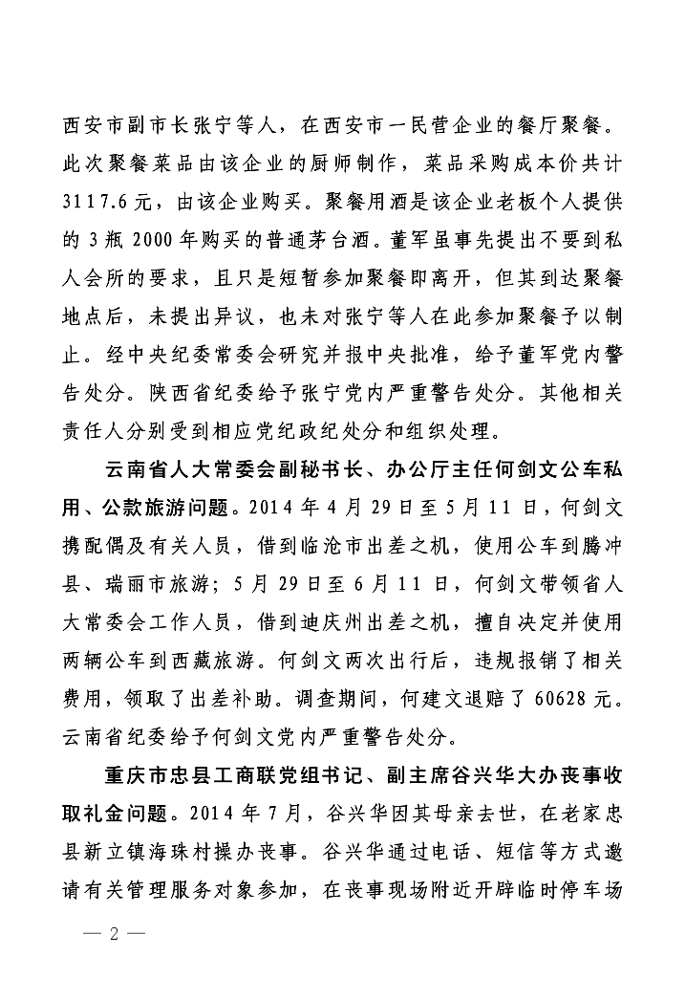 西安市副市长张宁等人，在西安市一民营企业的餐厅聚餐。
此次聚餐菜品由该企业的厨师制作，菜品采购成本价共计
3117.6 元，由该企业购买。聚餐用酒是该企业老板个人提供
的 3 瓶 2000 年购买的普通茅台酒。董军虽事先提出不要到私
人会所的要求，且只是短暂参加聚餐即离开，但其到达聚餐
地点后，未提出异议，也未对张宁等人在此参加聚餐予以制
止。经中央纪委常委会研究并报中央批准，给予董军党内警
告处分。陕西省纪委给予张宁党内严重警告处分。其他相关
责任人分别受到相应党纪政纪处分和组织处理。
云南省人大常委会副秘书长、办公厅主任何剑文公车私
用、公款旅游问题。2014 年 4 月 29 日至 5 月 11 日，何剑文
携配偶及有关人员，借到临沧市出差之机，使用公车到腾冲
县、瑞丽市旅游；5 月 29 日至 6 月 11 日，何剑文带领省人
大常委会工作人员，借到迪庆州出差之机，擅自决定并使用
两辆公车到西藏旅游。何剑文两次出行后，违规报销了相关
费用，领取了出差补助。调查期间，何建文退赔了 60628 元。
云南省纪委给予何剑文党内严重警告处分。
重庆市忠县工商联党组书记、副主席谷兴华大办丧事收
取礼金问题。2014 年 7 月，谷兴华因其母亲去世，在老家忠
县新立镇海珠村操办丧事。谷兴华通过电话、短信等方式邀
请有关管理服务对象参加，在丧事现场附近开辟临时停车场
— 2 —